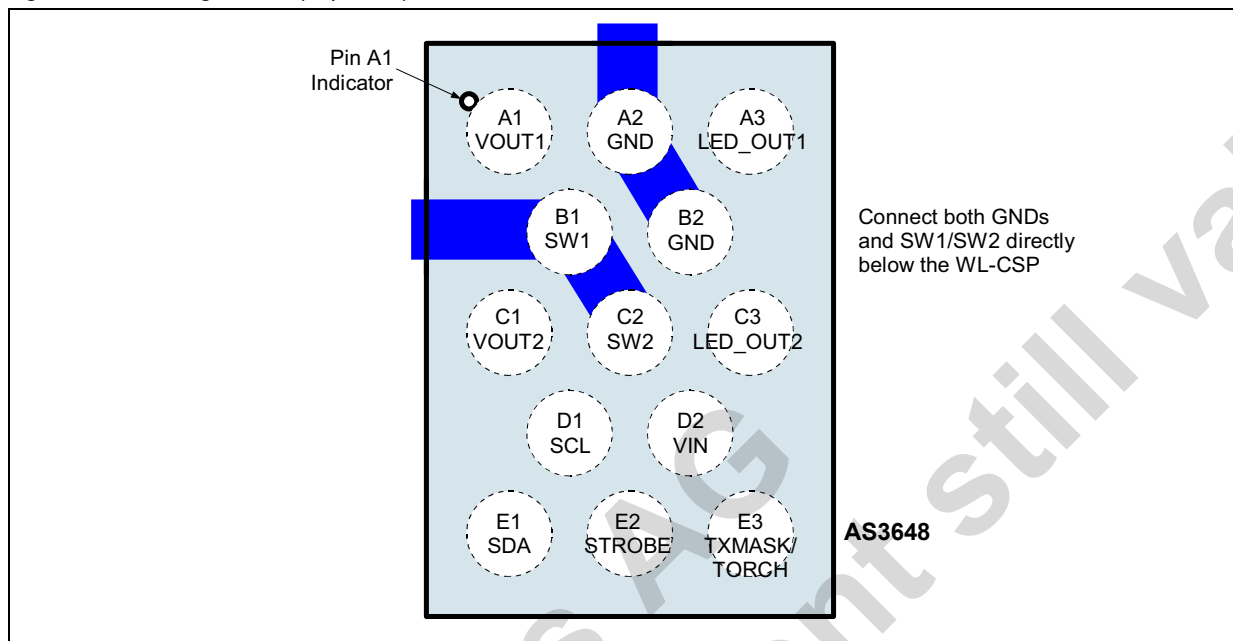 Pin A1
Indicator
A1
VOUT1
A2
GND
A3
LED_OUT1
B1
SW1
B2
GND
Connect both GNDs
and SW1/SW2 directly
below the WL-CSP
C1
VOUT2
C2
SW2
C3
LED_OUT2
D1
SCL
D2
VIN
E1
SDA
E2
STROBE
E3
TXMASK/
TORCH
AS3648
AG
still